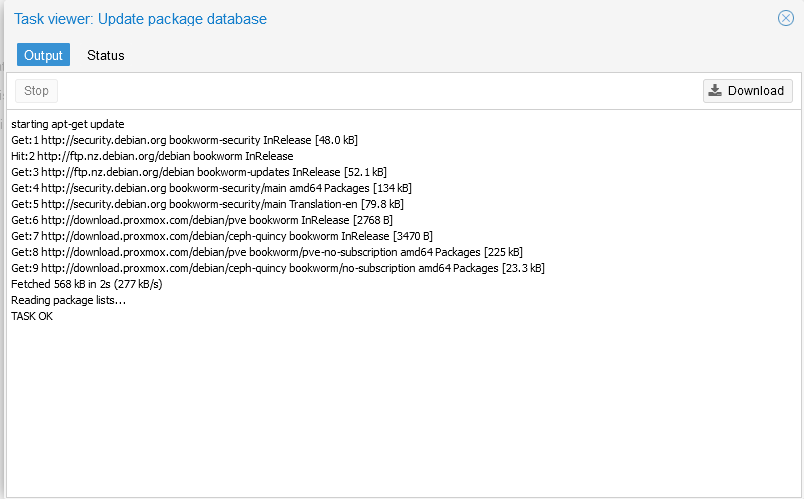 Task viewer: Update package database
Output Status
Stop Download
starting apt-get update
Get:1 http://security.debian.org bookworm-security InRelease [48.0 kB]
Hit:2 http://ftp.nz.debian.org/debian bookworm InRelease
Get:3 http://ftp.nz.debian.org/debian bookworm-updates InRelease [52.1 kB]
Get:4 http://security.debian.org bookworm-security/main amd64 Packages [134 kB]
Get:5 http://security.debian.org bookworm-security/main Translation-en [79.8 kB]
Get:6 http://download.proxmox.com/debian/pve bookworm InRelease [2768 B]
Get:7 http://download.proxmox.com/debian/ceph-quincy bookworm InRelease [3470 B]
Get:8 http://download.proxmox.com/debian/pve bookworm/pve-no-subscription amd64 Packages [225 kB]
Get:9 http://download.proxmox.com/debian/ceph-quincy bookworm/no-subscription amd64 Packages [23.3 kB]
Fetched 568 kB in 2s (277 kB/s)
Reading package lists...
TASK OK